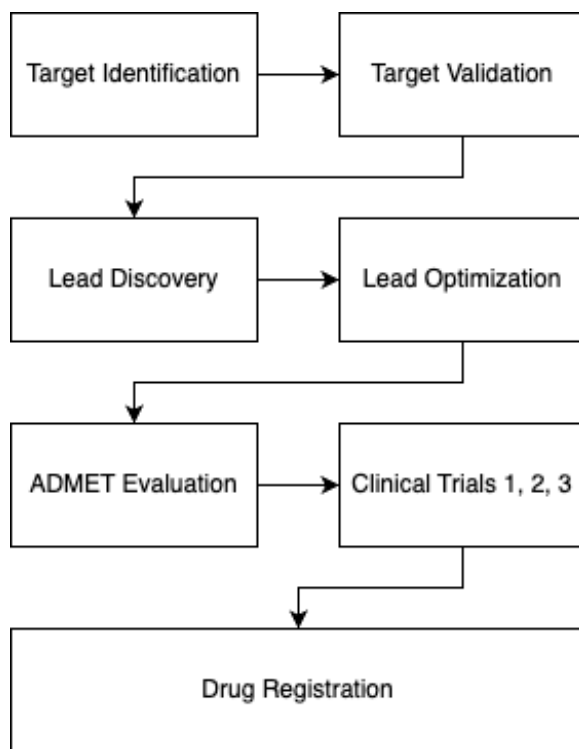 Target Identification
Target Validation
Lead Discovery
Lead Optimization
ADMET Evaluation
Clinical Trials 1, 2, 3
Drug Registration